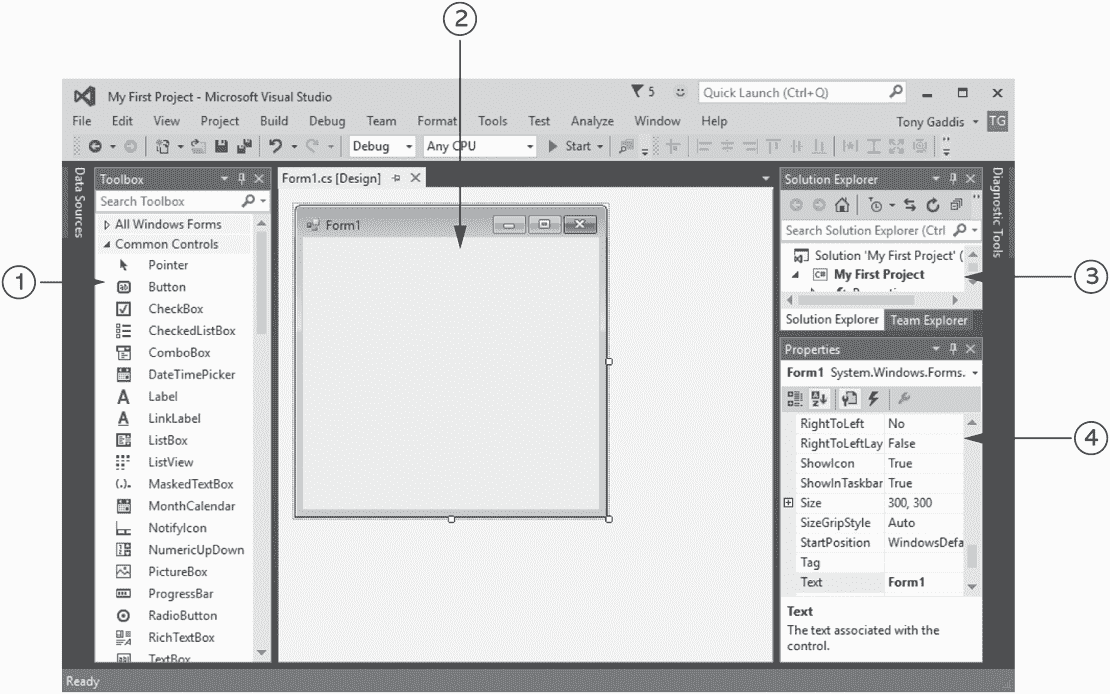 2
My First Project - Microsoft Visual Studio
5
Quick Launch (Ctrl+Q)
File Edit View Project Build Debug Team Format Tools Test Analyze Window Help
Tony Gaddis TG
Debug Any CPU Start
Data Sources
Toolbox
Search Toolbox
All Windows Forms
Common Controls
Pointer
1
Button
CheckBox
CheckedListBox
ComboBox
DateTimePicker
Label
LinkLabel
ListBox
ListView
MaskedTextBox
MonthCalendar
NotifyIcon
NumericUpDown
PictureBox
ProgressBar
RadioButton
RichTextBox
TextBox
Form1.cs [Design]
Form1
Solution Explorer
Search Solution Explorer (Ctrl
Solution 'My First Project' (
C# My First Project
3
Solution Explorer Team Explorer
Diagnostic Tools
Properties
Form1 System.Windows.Forms.
RightToLeft No
4
RightToLeftLay False
ShowIcon True
ShowInTaskbar True
Size 300, 300
SizeGripStyle Auto
StartPosition WindowsDefa
Tag
Text Form1
Text
The text associated with the
control.
Ready